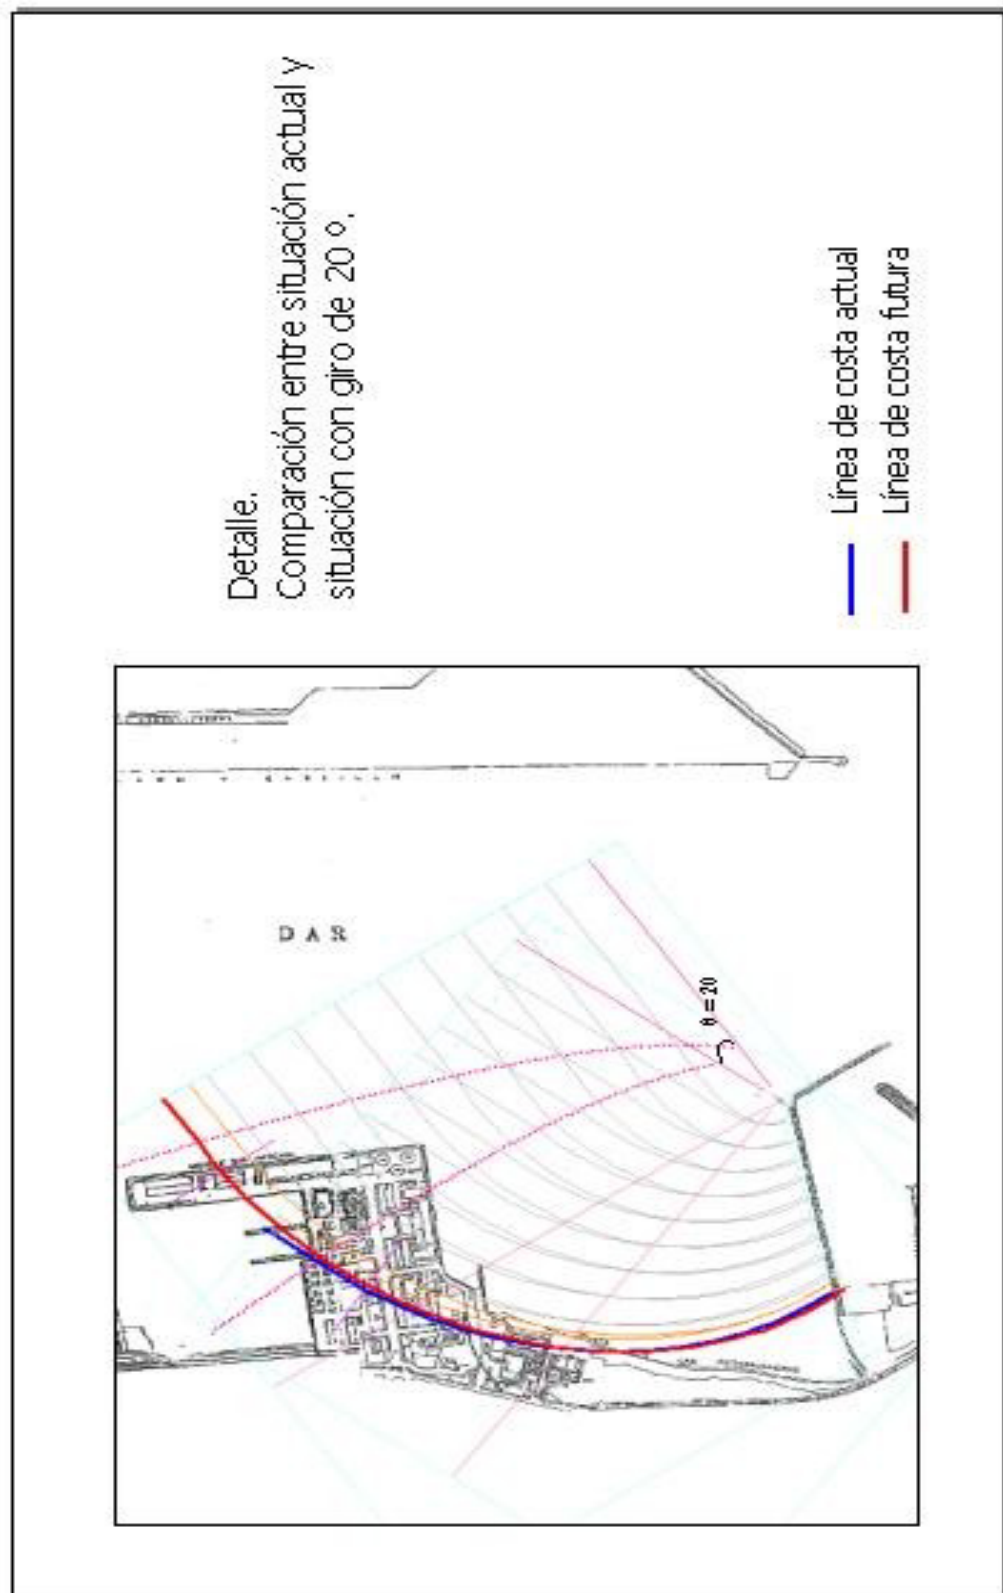 Detalle.
Comparación entre situación actual y
situación con giro de 20 º.
Línea de costa actual
Línea de costa futura
D A R
θ = 20